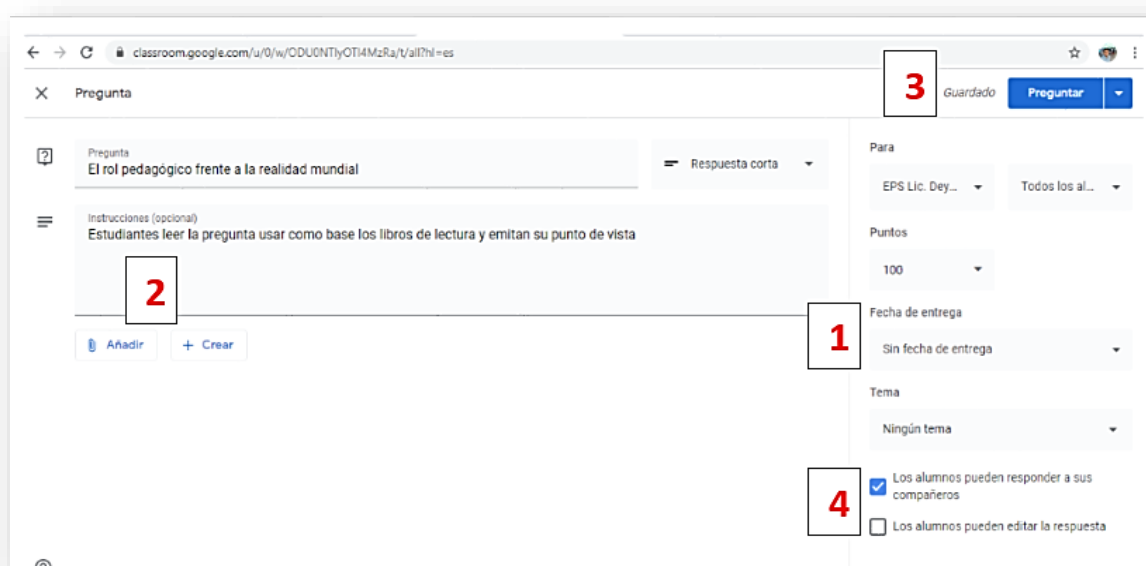 classroom.google.com/u/0/w/ODU0NTIyOTI4MzRa/t/all?hl=es
Pregunta
3
Guardado
Preguntar
Pregunta
El rol pedagógico frente a la realidad mundial
Respuesta corta
Instrucciones (opcional)
Estudiantes leer la pregunta usar como base los libros de lectura y emitan su punto de vista
2
Añadir
+ Crear
Para
EPS Lic. Dey...
Todos los al...
Puntos
100
1
Fecha de entrega
Sin fecha de entrega
Tema
Ningún tema
4
Los alumnos pueden responder a sus
compañeros
Los alumnos pueden editar la respuesta